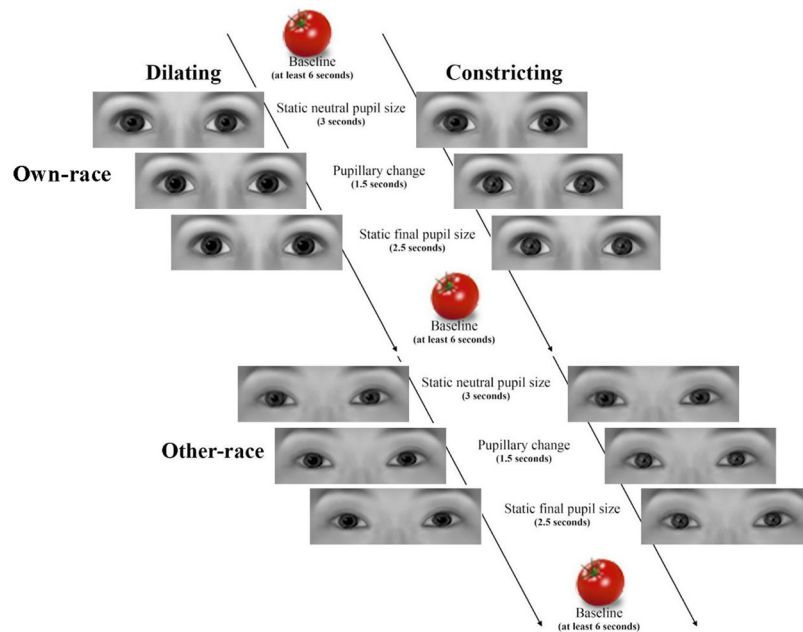 Baseline
(at least 6 seconds)
Dilating
Constricting
Static neutral pupil size
(3 seconds)
Own-race
Pupillary change
(1.5 seconds)
Static final pupil size
(2.5 seconds)
Baseline
(at least 6 seconds)
Static neutral pupil size
(3 seconds)
Other-race
Pupillary change
(1.5 seconds)
Static final pupil size
(2.5 seconds)
Baseline
(at least 6 seconds)